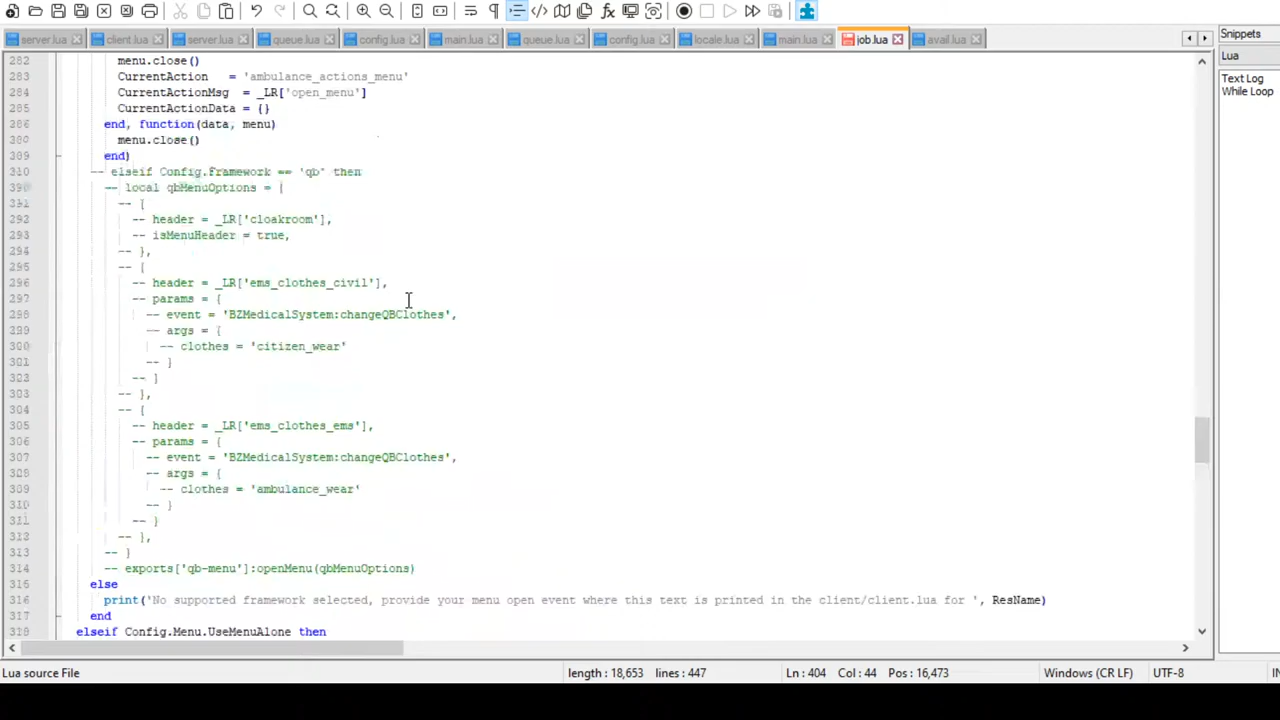 server.lua client.lua server.lua queue.lua config.lua main.lua queue.lua config.lua locale.lua main.lua job.lua avail.lua
Snippets
Lua
Text Log
While Loop
282 menu.close()
283 CurrentAction = 'ambulance_actions_menu'
284 CurrentActionMsg = _LR['open_menu']
285 CurrentActionData = {}
286 end, function(data, menu)
menu.close()
end)
-- elseif Config.Framework == 'qb' then
-- local qbMenuOptions = {
-- {
292 -- header = _LR['cloakroom'],
293 -- isMenuHeader = true,
294 -- },
295 -- {
296 -- header = _LR['ems_clothes_civil'],
297 -- params = {
298 -- event = 'BZMedicalSystem:changeQBClothes',
299 -- args = {
300 -- clothes = 'citizen_wear'
301 -- }
302 -- }
303 -- },
304 -- {
305 -- header = _LR['ems_clothes_ems'],
306 -- params = {
307 -- event = 'BZMedicalSystem:changeQBClothes',
-- args = {
-- clothes = 'ambulance_wear'
310 -- }
311 -- }
312 -- },
313 -- }
314 -- exports['qb-menu']:openMenu(qbMenuOptions)
315 else
316 print('No supported framework selected, provide your menu open event where this text is printed in the client/client.lua for ', ResName)
317 end
elseif Config.Menu.UseMenuAlone then
Lua source File length : 18,653 lines : 447 Ln : 404 Col : 44 Pos : 16,473 Windows (CR LF) UTF-8 IN